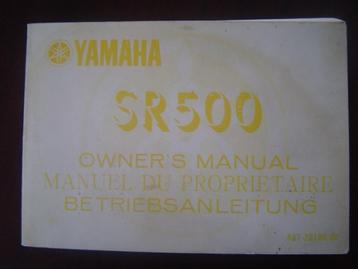 YAMAHA
SR500
OWNER'S MANUAL
MANUEL DU PROPRIETAIRE
BETRIEBSANLEITUNG